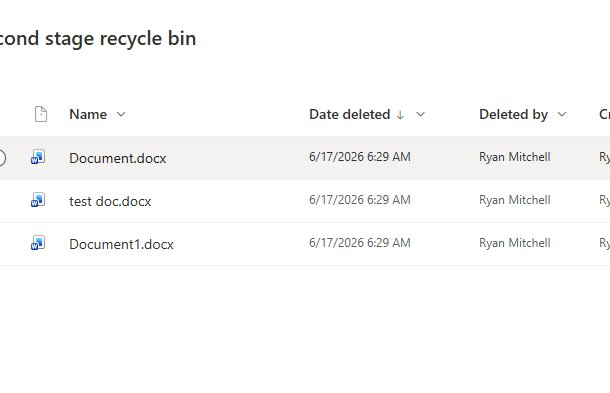 cond stage recycle bin
Name Date deleted ↓ Deleted by Cr
Document.docx 6/17/2026 6:29 AM Ryan Mitchell Ry
test doc.docx 6/17/2026 6:29 AM Ryan Mitchell Ry
Document1.docx 6/17/2026 6:29 AM Ryan Mitchell Ry